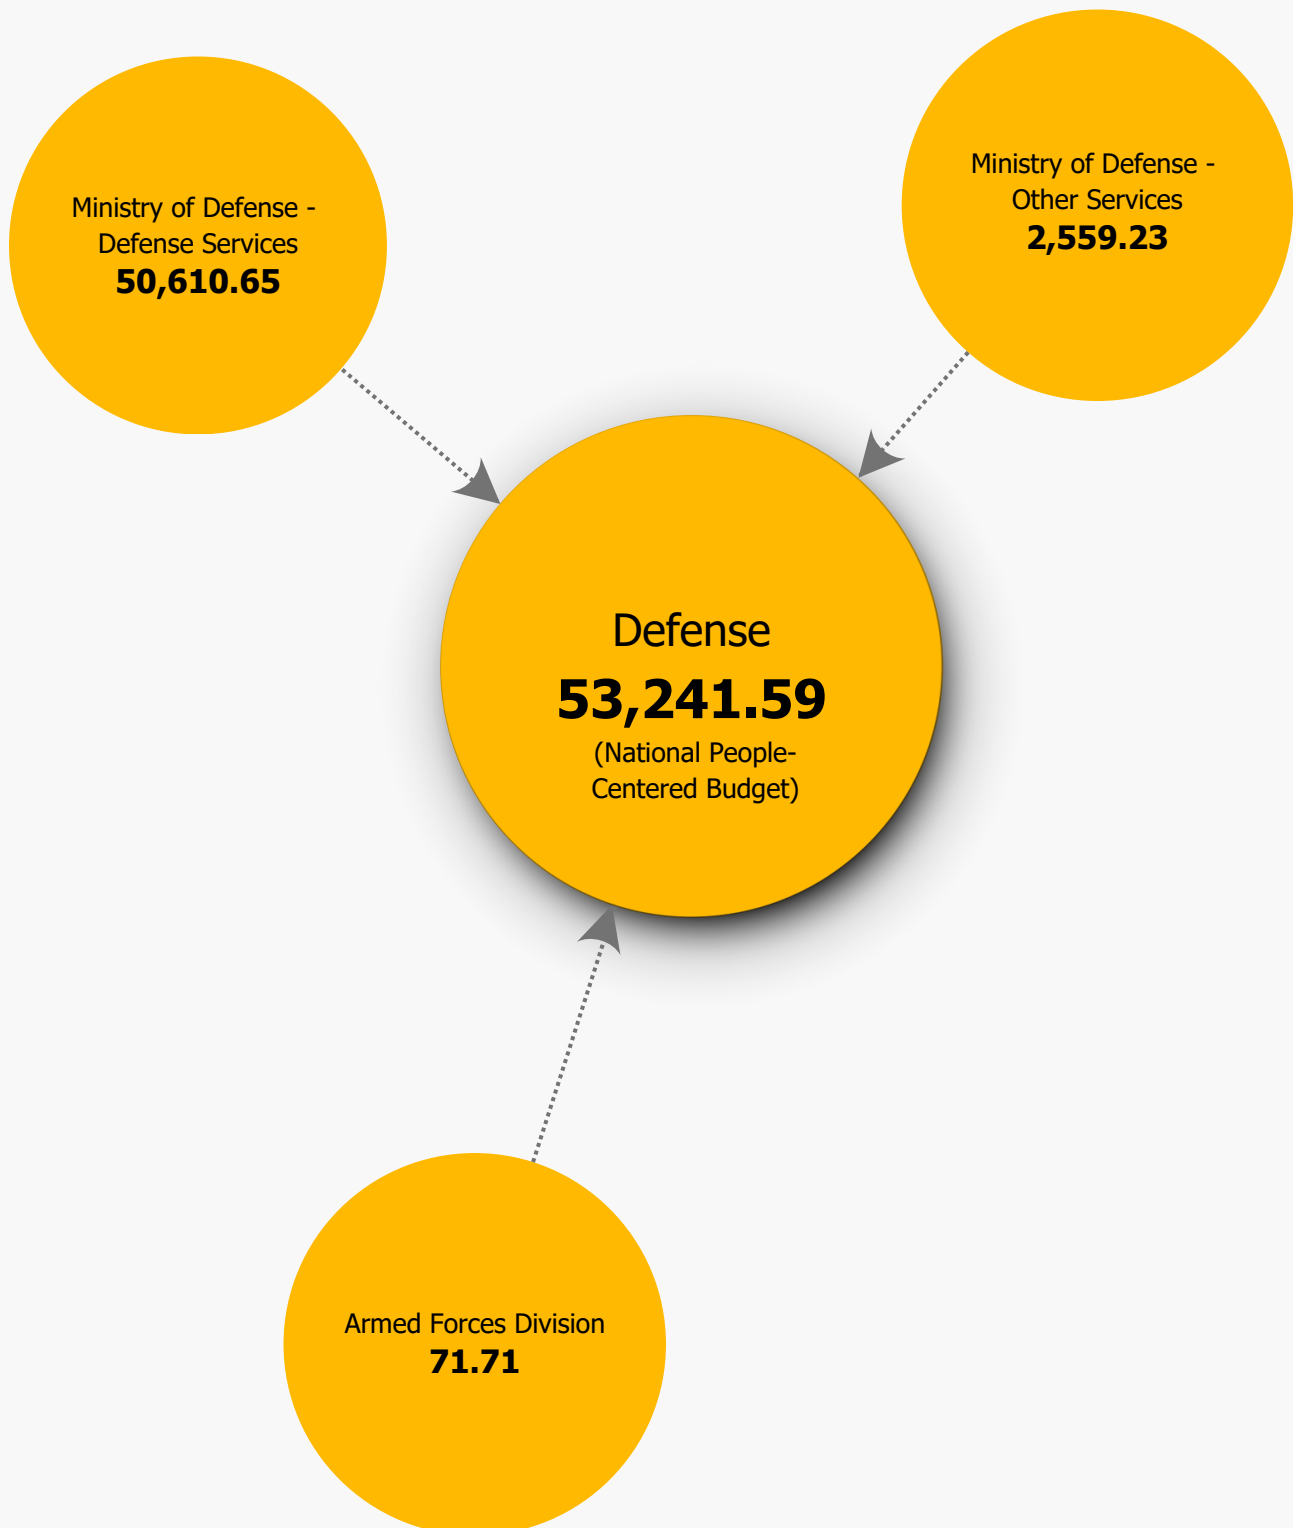 Ministry of Defense -
Defense Services
50,610.65
Ministry of Defense -
Other Services
2,559.23
Defense
53,241.59
(National People-
Centered Budget)
Armed Forces Division
71.71